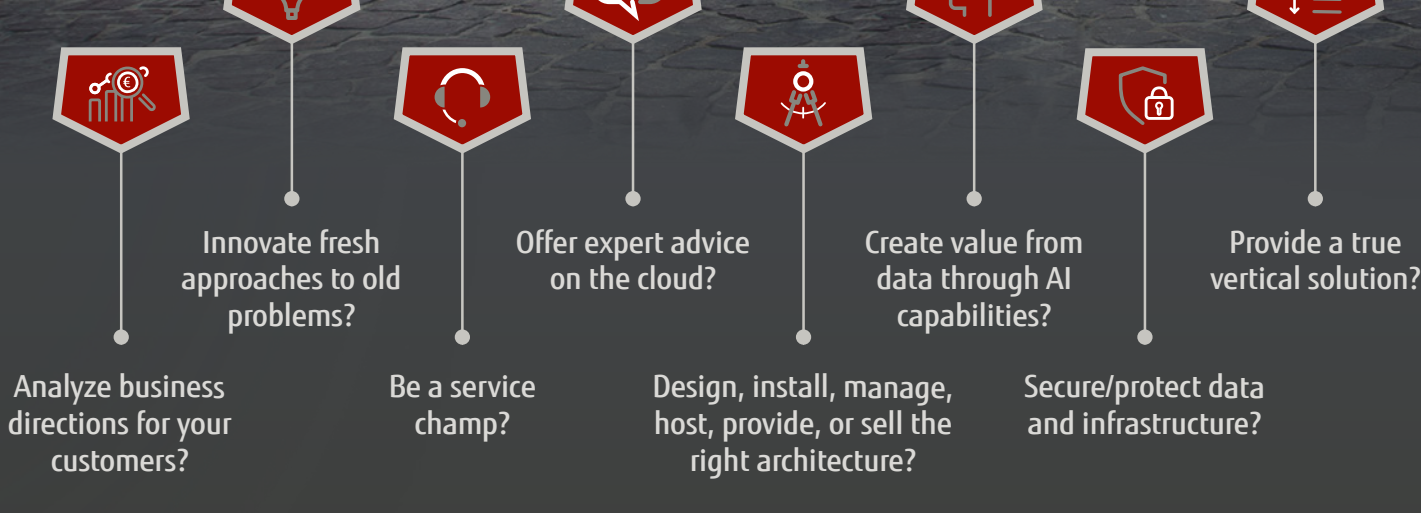 Innovate fresh
approaches to old
problems?
Offer expert advice
on the cloud?
Create value from
data through AI
capabilities?
Provide a true
vertical solution?
Analyze business
directions for your
customers?
Be a service
champ?
Design, install, manage,
host, provide, or sell the
right architecture?
Secure/protect data
and infrastructure?
€